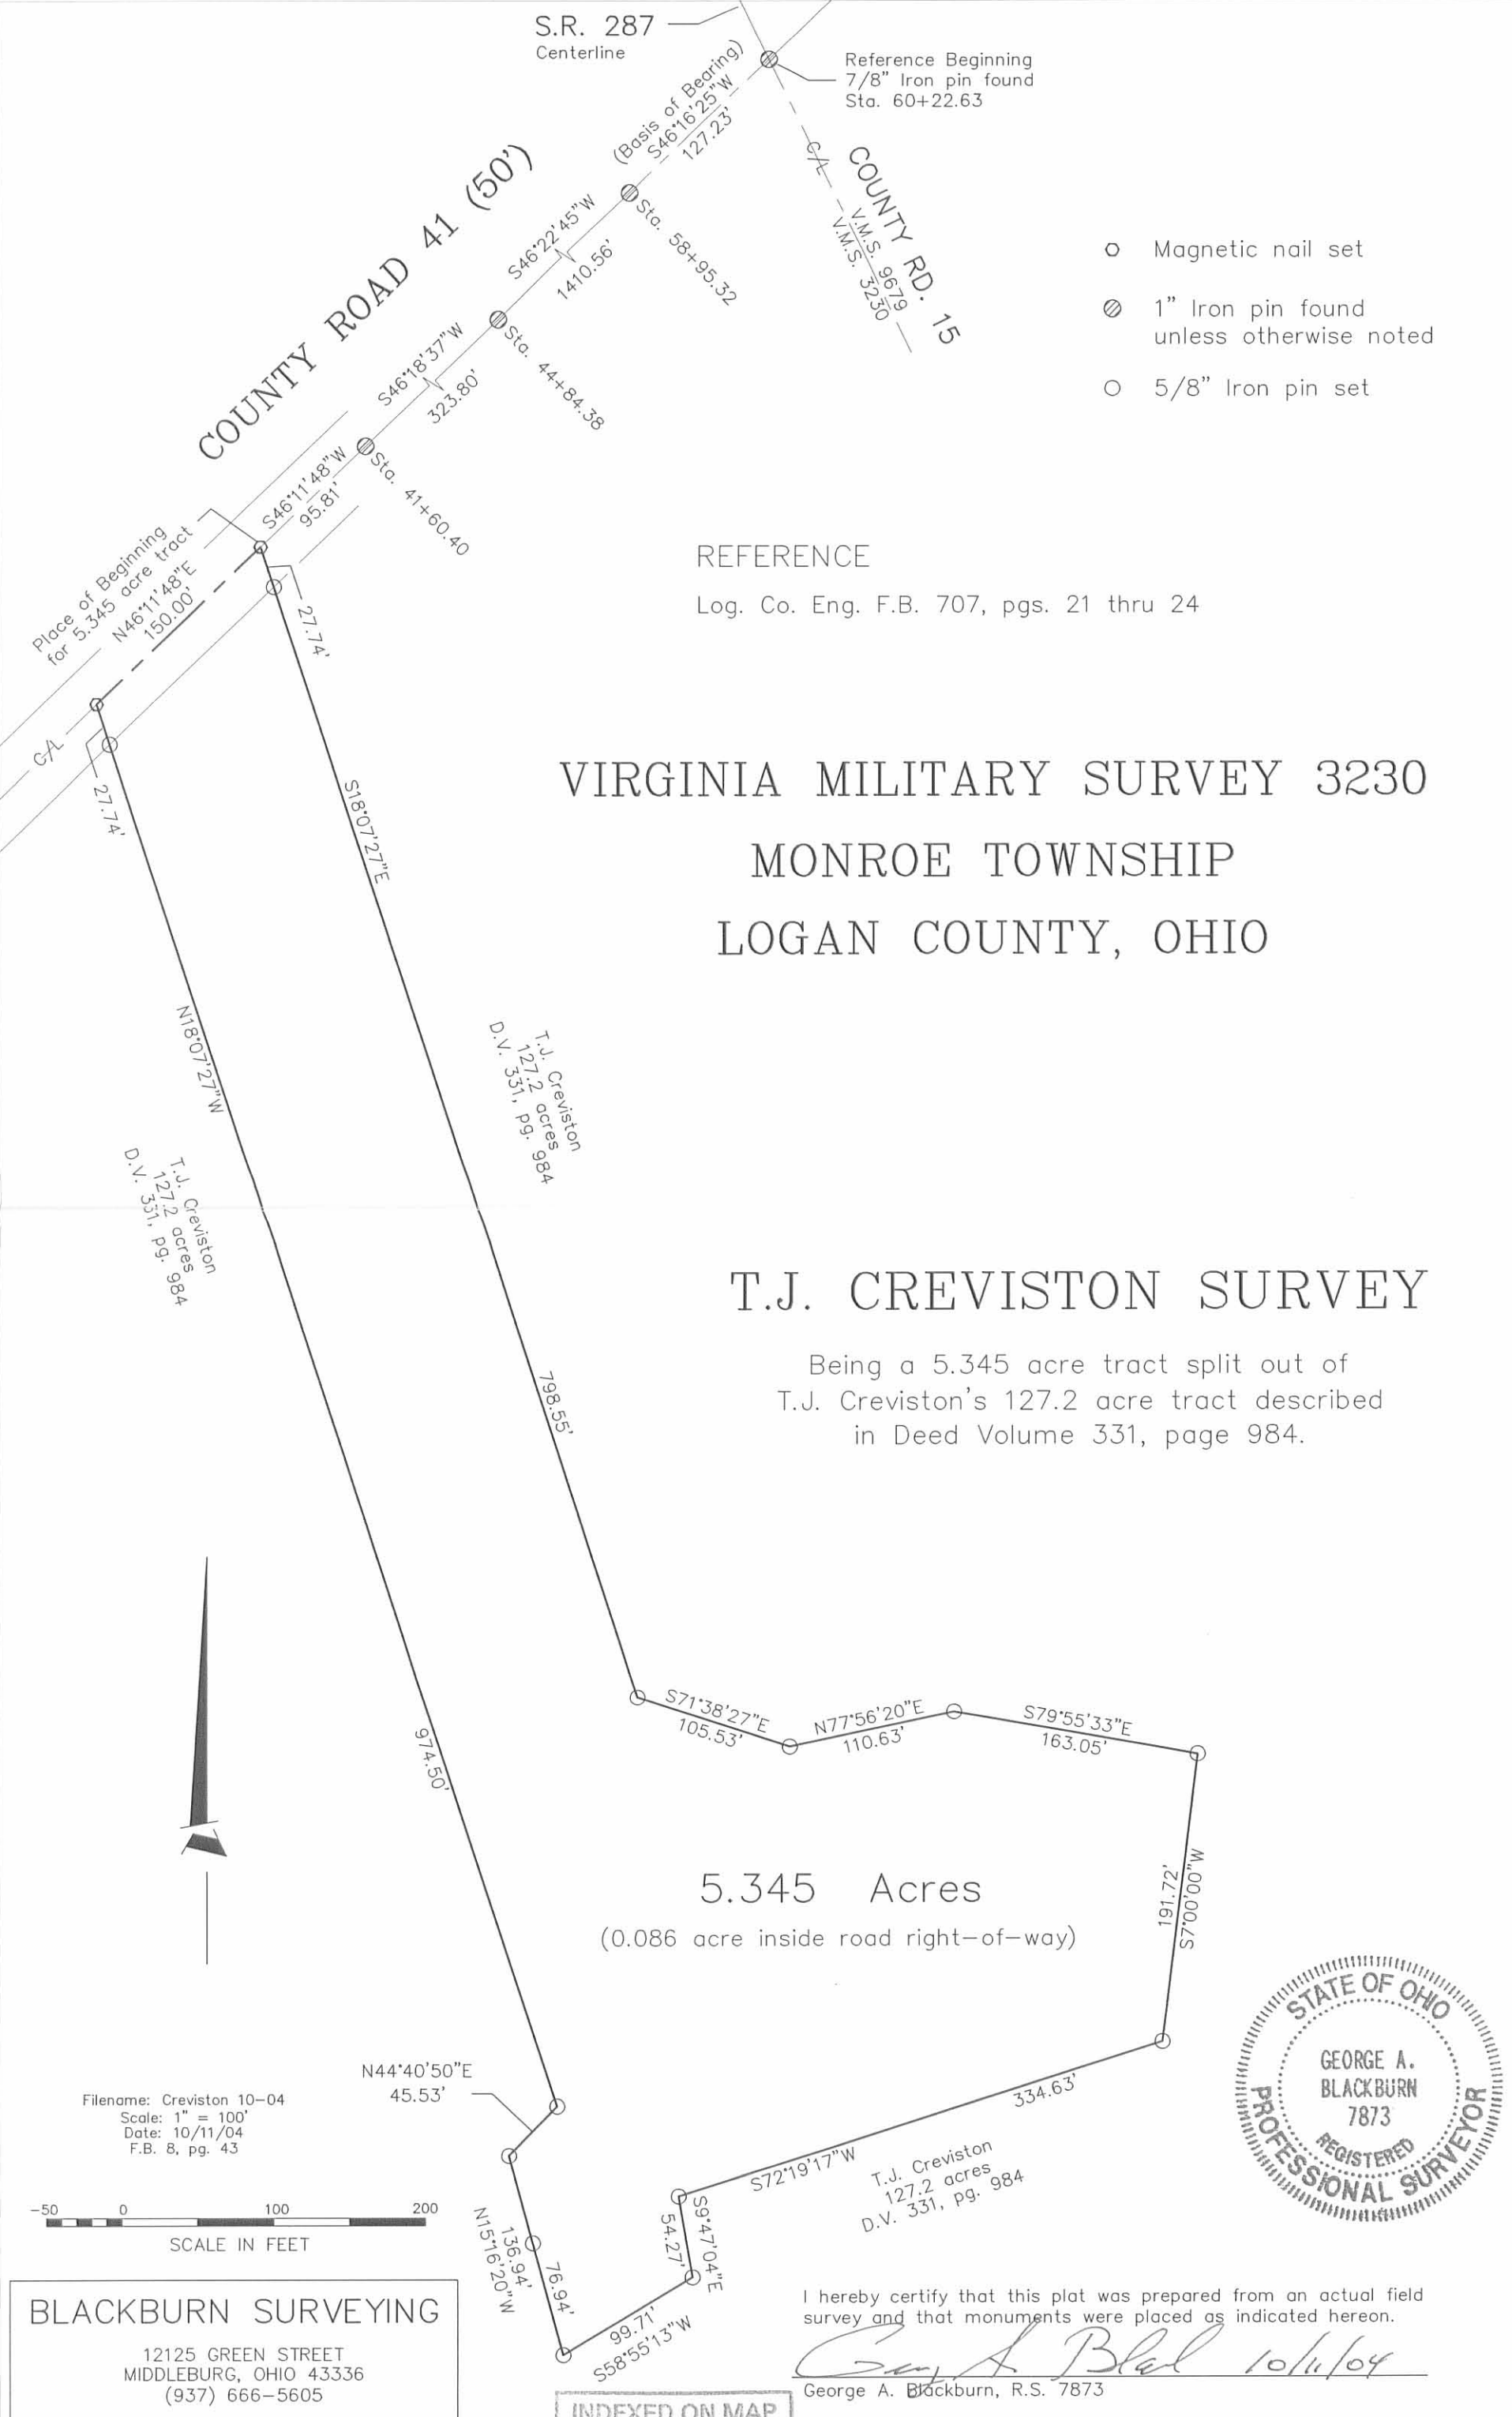 S.R. 287
Centerline
Reference Beginning
7/8" Iron pin found
Sta. 60+22.63
(Basis of Bearing)
S46°16'25"W
127.23'
C/L
COUNTY RD. 15
V.M.S. 9679
V.M.S. 3230
COUNTY ROAD 41 (50')
S46°22'45"W
1410.56'
Sta. 58+95.32
Magnetic nail set
1" Iron pin found
unless otherwise noted
5/8" Iron pin set
S46°18'37"W
323.80'
Sta. 44+84.38
S46°11'48"W
95.81'
Sta. 41+60.40
Place of Beginning
for 5.345 acre tract
N46°11'48"E
150.00'
27.74'
C/L
27.74'
REFERENCE
Log. Co. Eng. F.B. 707, pgs. 21 thru 24
VIRGINIA MILITARY SURVEY 3230
MONROE TOWNSHIP
LOGAN COUNTY, OHIO
S18°07'27"E
N18°07'27"W
T.J. Creviston
127.2 acres
D.V. 331, pg. 984
T.J. Creviston
127.2 acres
D.V. 331, pg. 984
T.J. CREVISTON SURVEY
Being a 5.345 acre tract split out of
T.J. Creviston's 127.2 acre tract described
in Deed Volume 331, page 984.
798.55'
974.50'
S71°38'27"E
105.53'
N77°56'20"E
110.63'
S79°55'33"E
163.05'
191.72'
S7°00'00"W
5.345 Acres
(0.086 acre inside road right-of-way)
334.63'
S72°19'17"W
T.J. Creviston
127.2 acres
D.V. 331, pg. 984
N44°40'50"E
45.53'
N15°16'20"W
136.94'
76.94'
S9°47'04"E
54.27'
99.71'
S58°55'13"W
STATE OF OHIO
GEORGE A.
BLACKBURN
7873
REGISTERED
PROFESSIONAL SURVEYOR
Filename: Creviston 10-04
Scale: 1" = 100'
Date: 10/11/04
F.B. 8, pg. 43
-50 0 100 200
SCALE IN FEET
BLACKBURN SURVEYING
12125 GREEN STREET
MIDDLEBURG, OHIO 43336
(937) 666-5605
I hereby certify that this plat was prepared from an actual field
survey and that monuments were placed as indicated hereon.
10/11/04
George A. Blackburn, R.S. 7873
INDEXED ON MAP